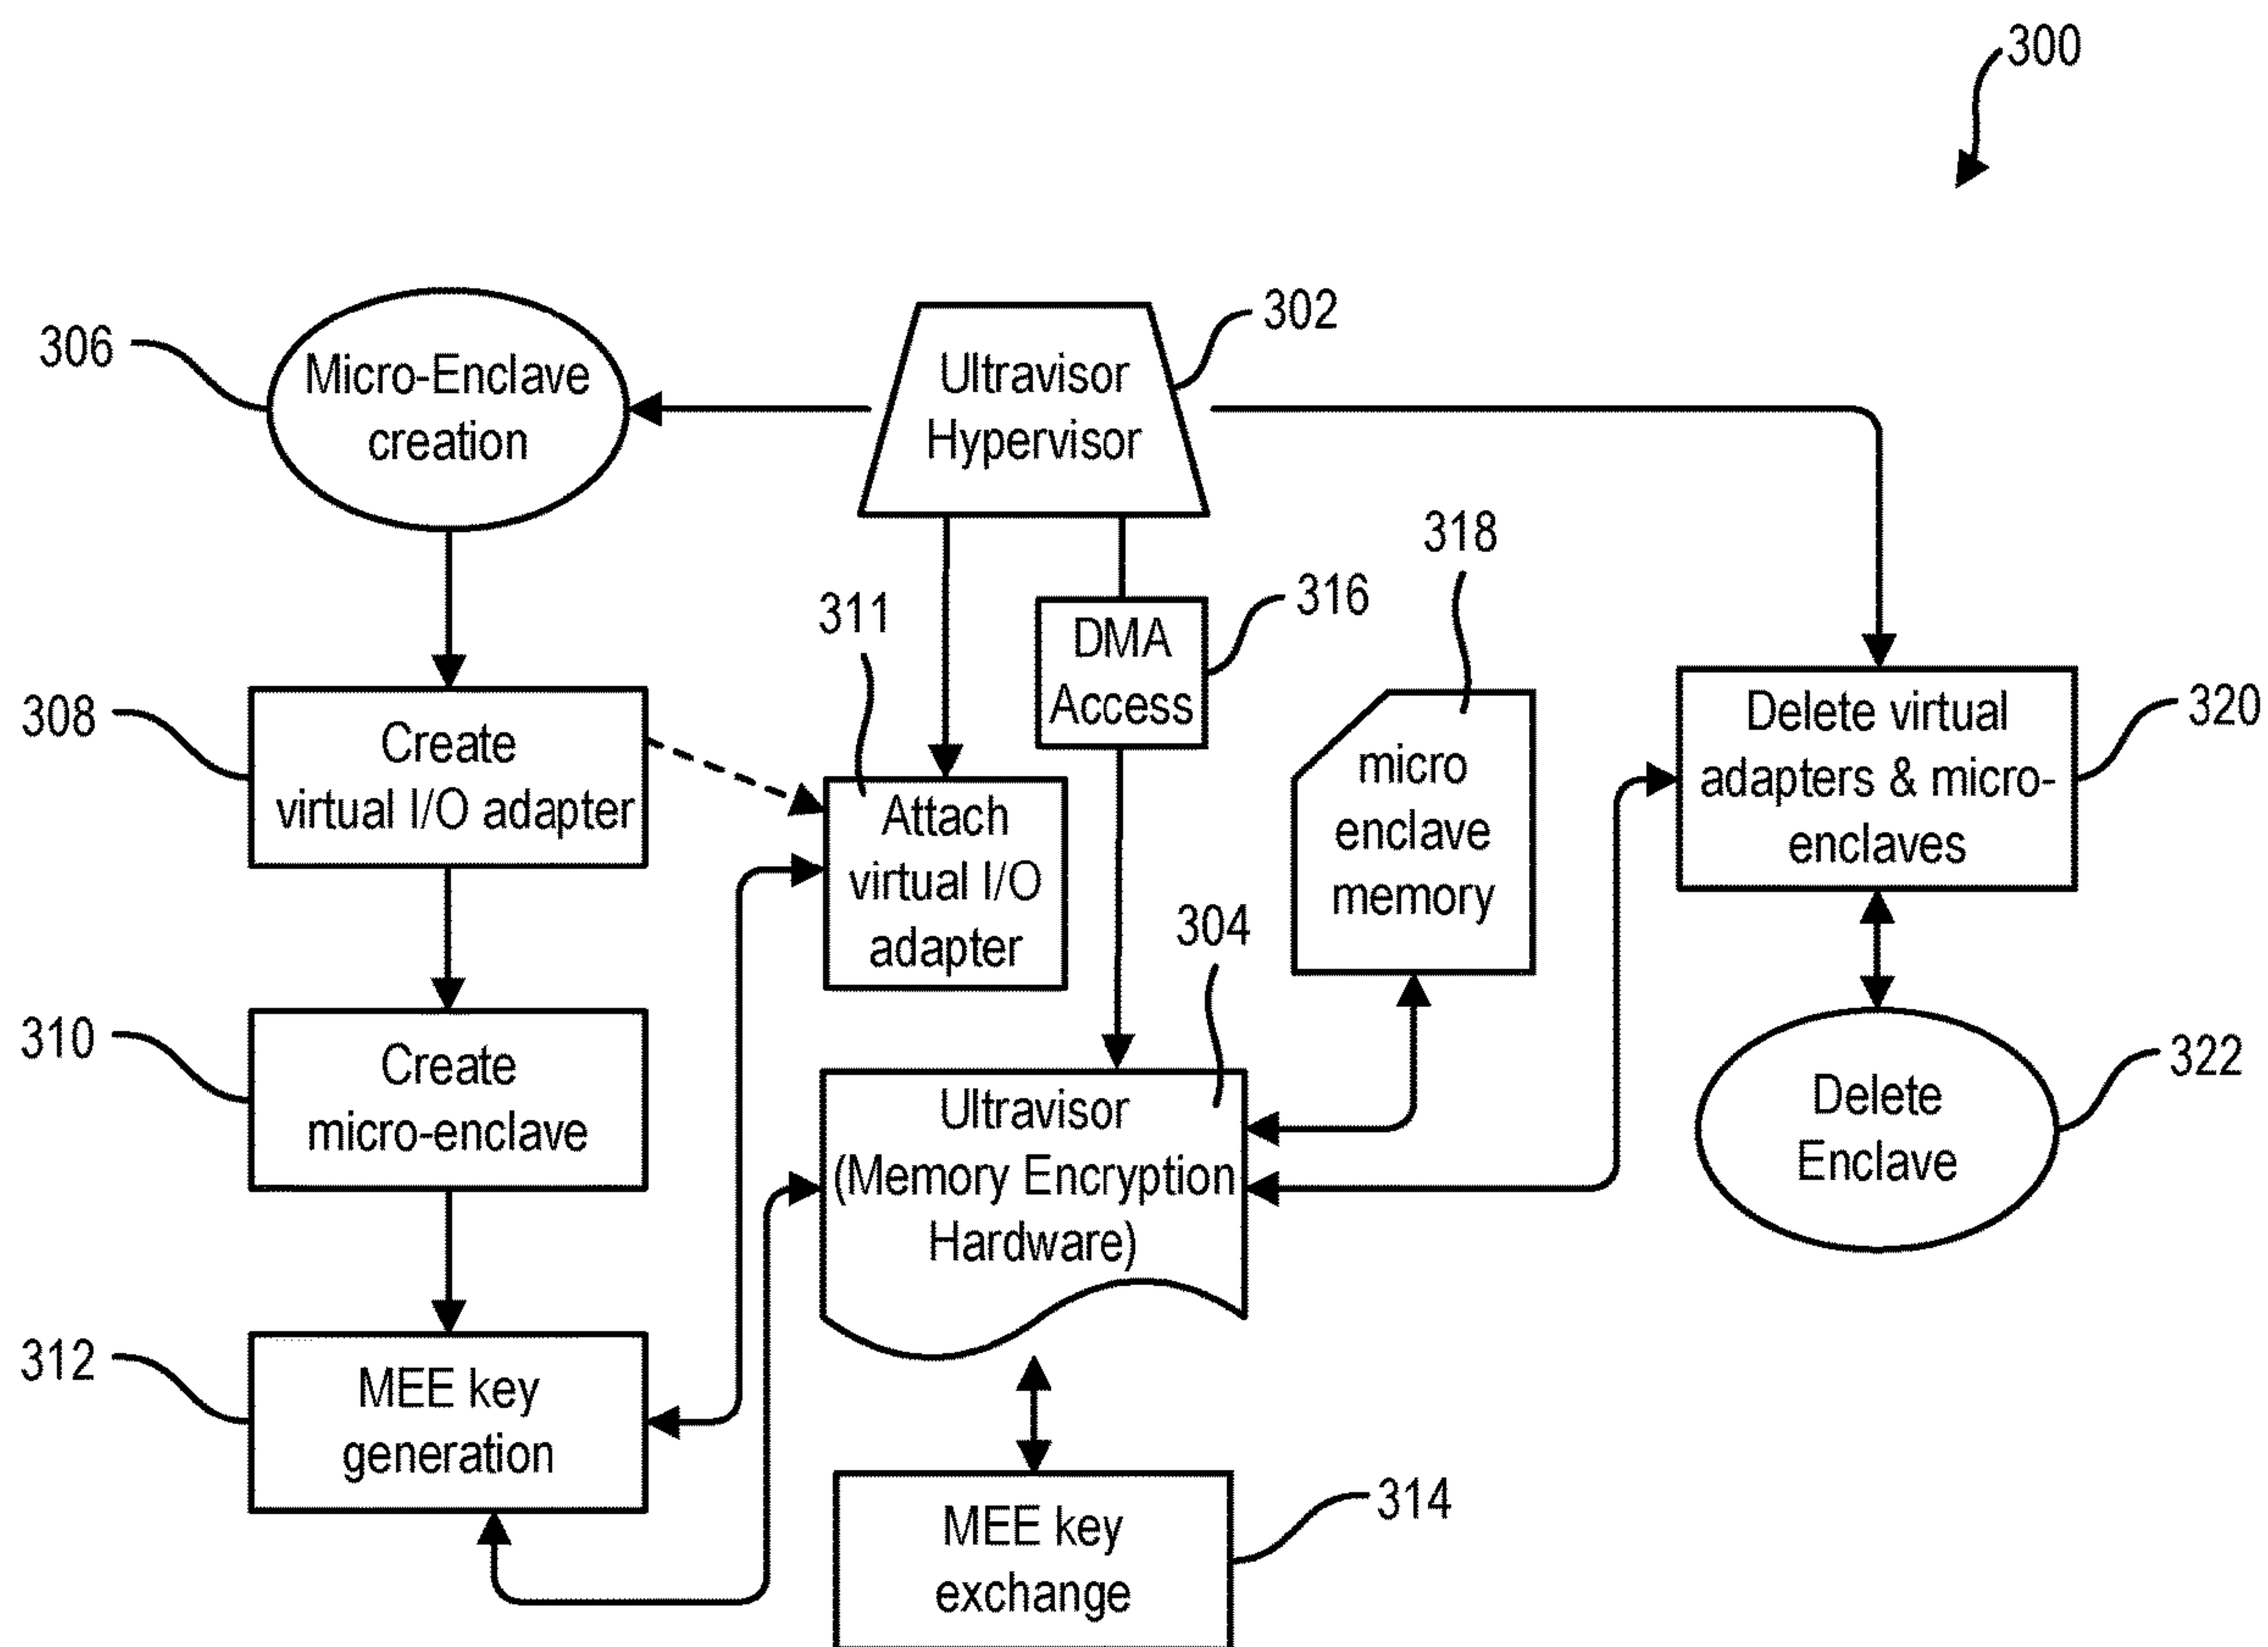 300
306
Micro-Enclave
creation
Ultravisor
Hypervisor
302
318
311
DMA
Access
316
308
Create
virtual I/O adapter
Attach
virtual I/O
adapter
micro
enclave
memory
Delete virtual
adapters & micro-
enclaves
320
304
310
Create
micro-enclave
Ultravisor
(Memory Encryption
Hardware)
Delete
Enclave
322
312
MEE key
generation
MEE key
exchange
314